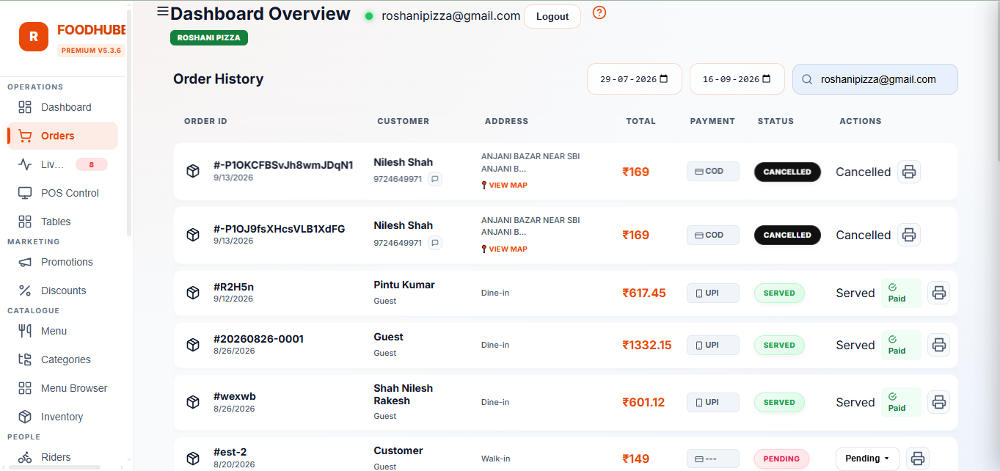 R
FOODHUBE
PREMIUM V5.3.6
OPERATIONS
Dashboard
Orders
Liv...
8
POS Control
Tables
MARKETING
Promotions
Discounts
CATALOGUE
Menu
Categories
Menu Browser
Inventory
PEOPLE
Riders
Dashboard Overview
roshanipizza@gmail.com
Logout
?
ROSHANI PIZZA
Order History
29-07-2026
16-09-2026
roshanipizza@gmail.com
ORDER ID CUSTOMER ADDRESS TOTAL PAYMENT STATUS ACTIONS
#-P1OKCFBSvJh8wmJDqN1
9/13/2026
Nilesh Shah
9724649971
ANJANI BAZAR NEAR SBI
ANJANI B...
VIEW MAP
₹169
COD
CANCELLED
Cancelled
#-P1OJ9fsXHcsVLB1XdFG
9/13/2026
Nilesh Shah
9724649971
ANJANI BAZAR NEAR SBI
ANJANI B...
VIEW MAP
₹169
COD
CANCELLED
Cancelled
#R2H5n
9/12/2026
Pintu Kumar
Guest
Dine-in
₹617.45
UPI
SERVED
Served
Paid
#20260826-0001
8/26/2026
Guest
Guest
Dine-in
₹1332.15
UPI
SERVED
Served
Paid
#wexwb
8/26/2026
Shah Nilesh
Rakesh
Guest
Dine-in
₹601.12
UPI
SERVED
Served
Paid
#est-2
8/20/2026
Customer
Guest
Walk-in
₹149
---
PENDING
Pending